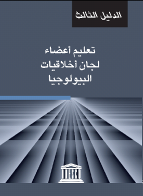 الدليل الثالث
تعليم أعضاء
لجان أخلاقيات
البيولوجيا